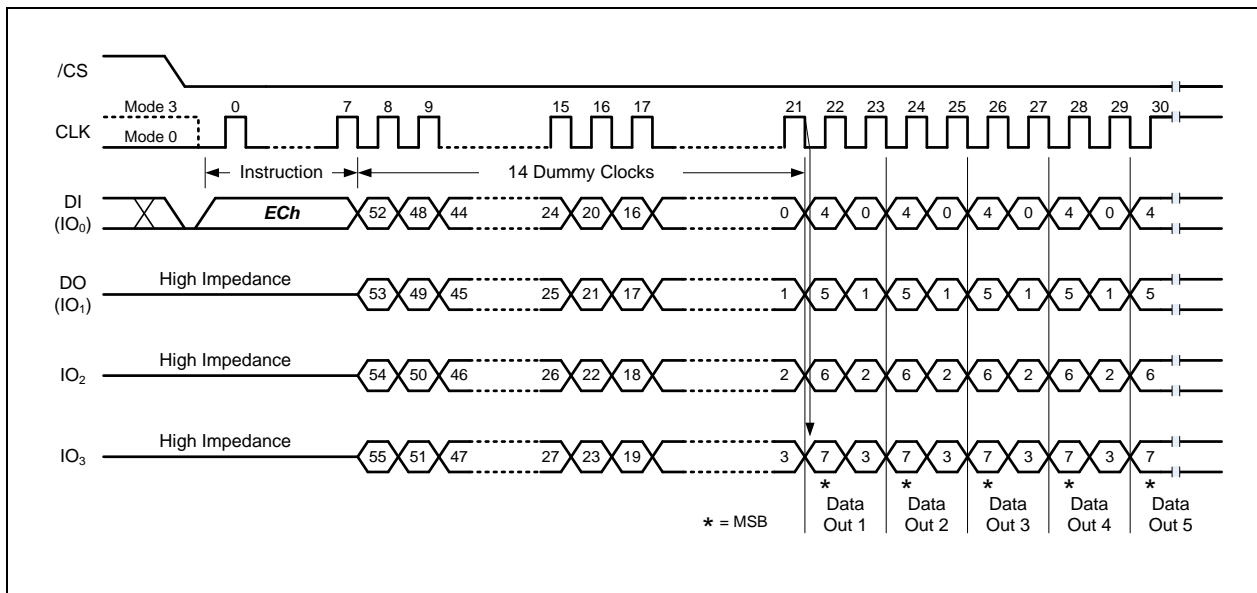 /CS
Mode 3 0 7 8 9 15 16 17 21 22 23 24 25 26 27 28 29 30
CLK Mode 0
Instruction 14 Dummy Clocks
DI (IO0) ECh 52 48 44 24 20 16 0 4 0 4 0 4 0 4 0 4
DO (IO1) High Impedance 53 49 45 25 21 17 1 5 1 5 1 5 1 5 1 5
IO2 High Impedance 54 50 46 26 22 18 2 6 2 6 2 6 2 6 2 6
IO3 High Impedance 55 51 47 27 23 19 3 7 3 7 3 7 3 7 3 7
* * * * *
* = MSB Data Data Data Data Data
Out 1 Out 2 Out 3 Out 4 Out 5